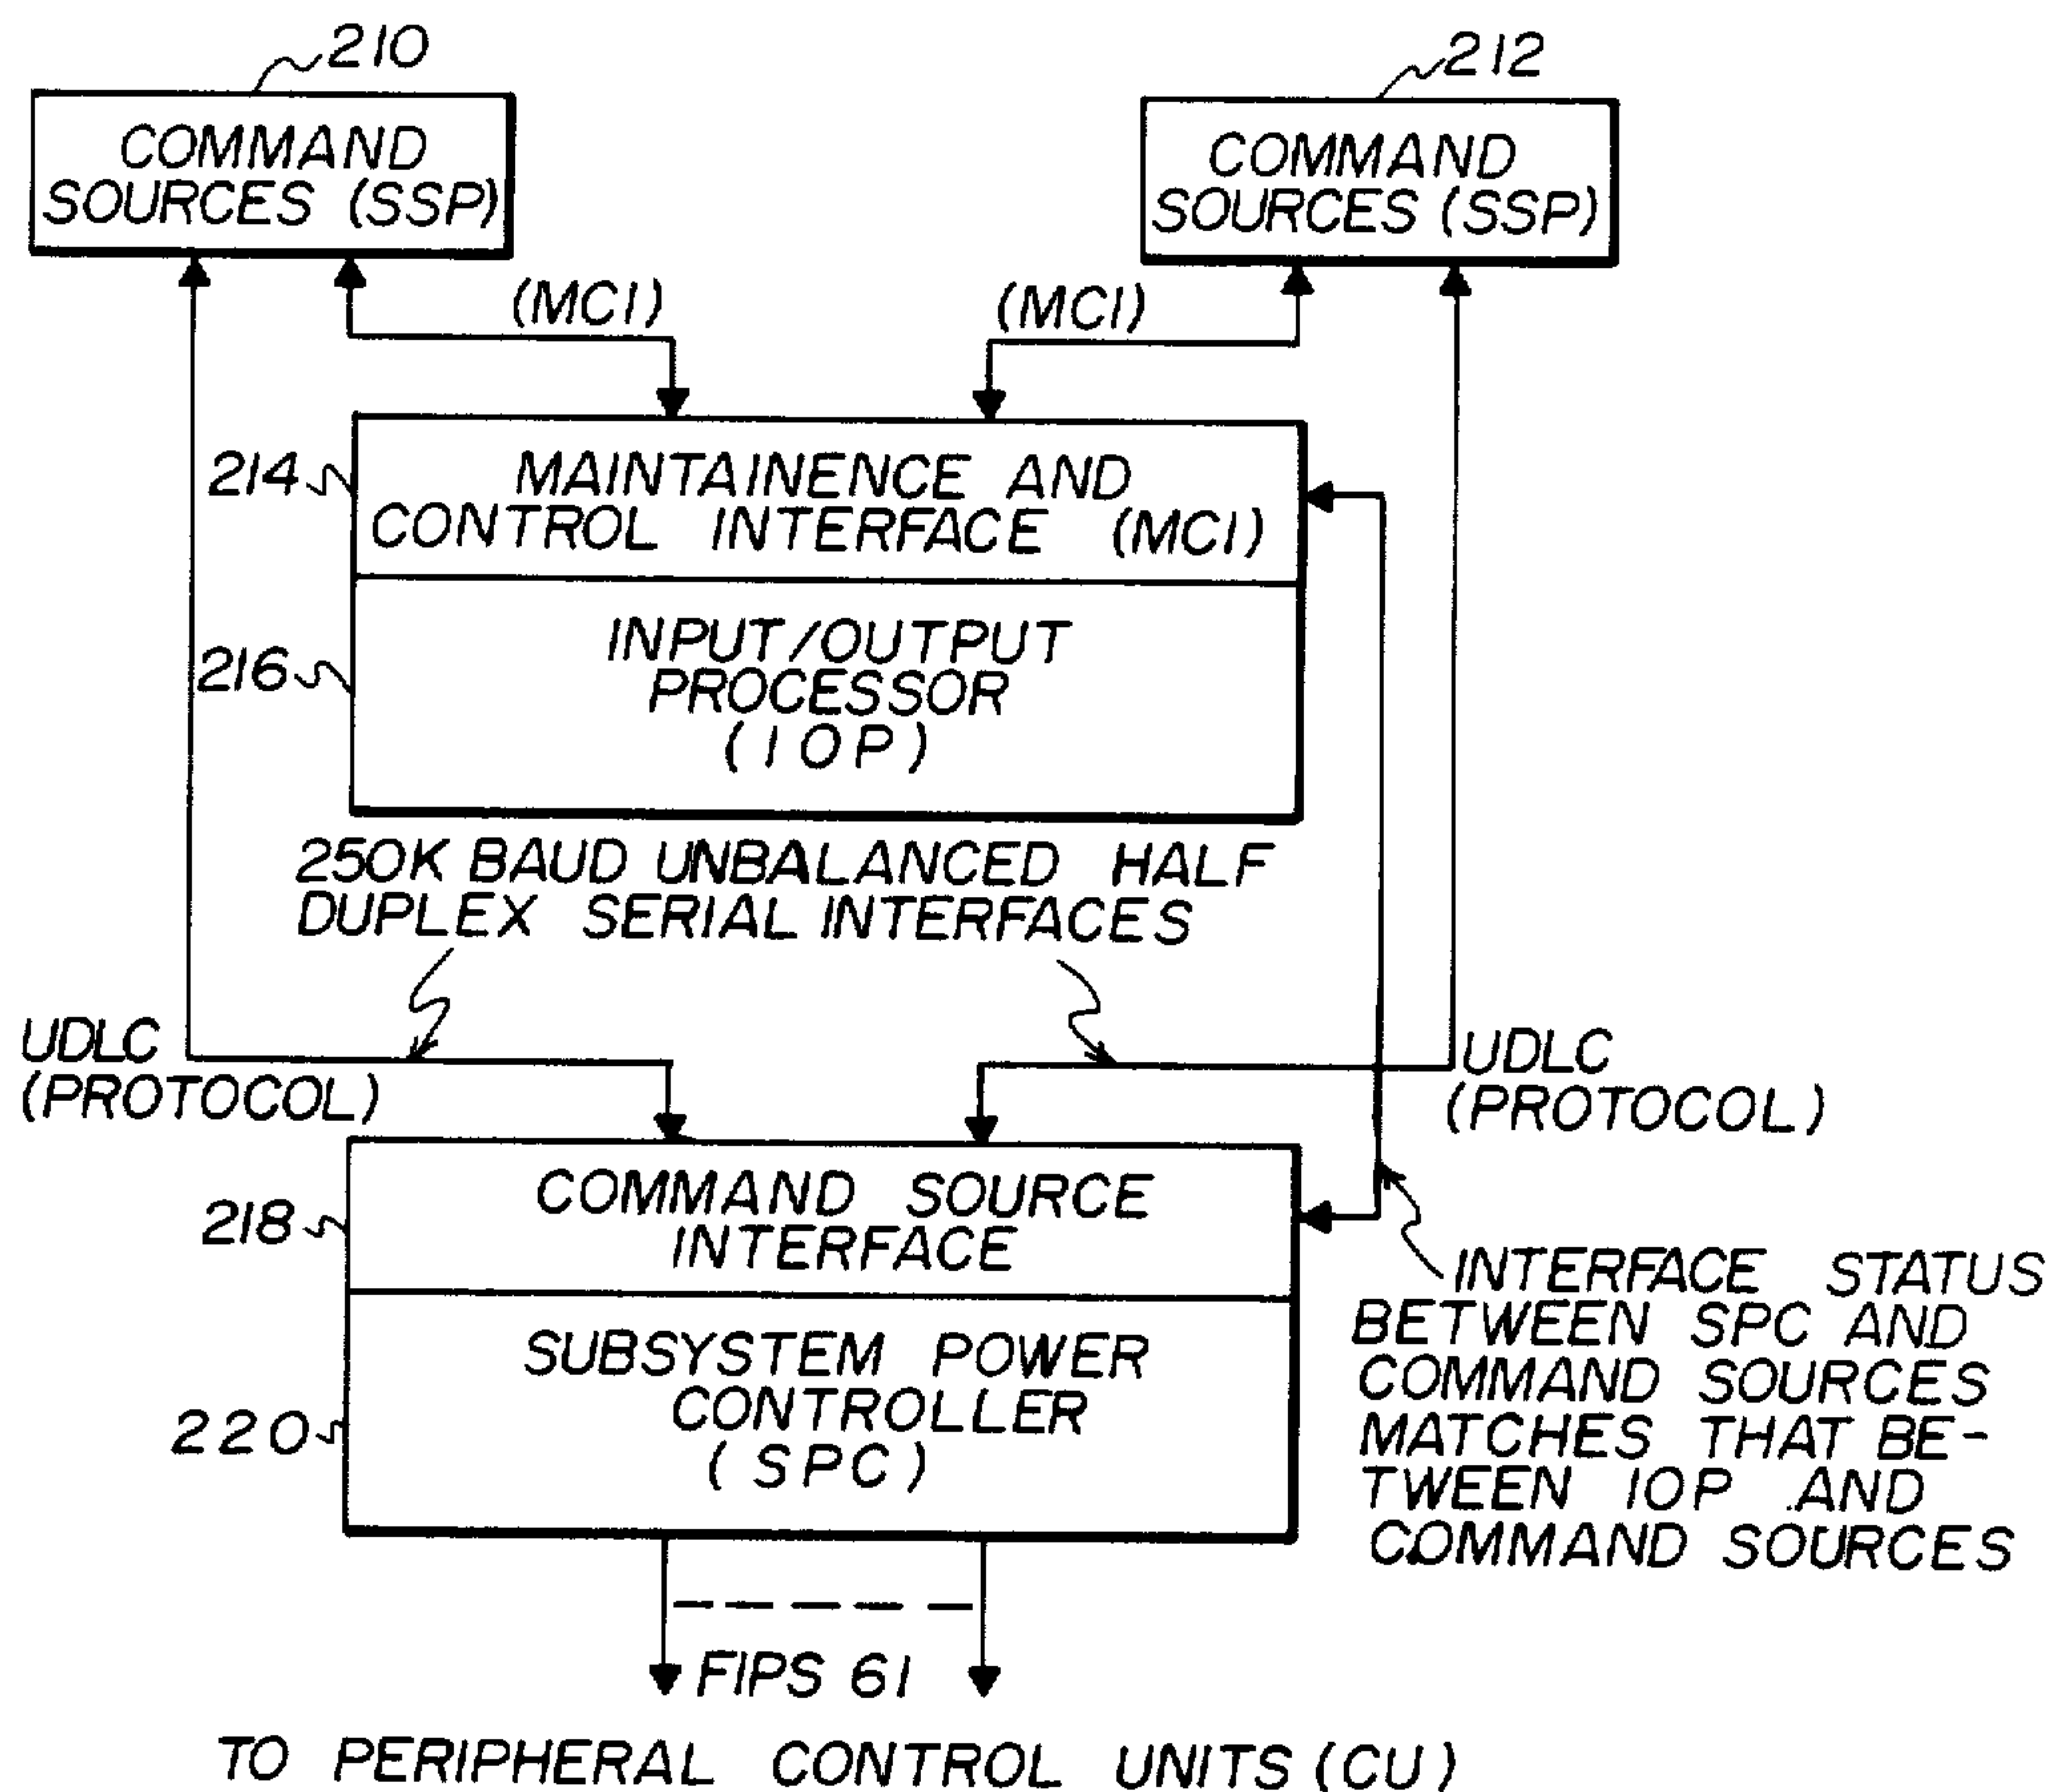 210
212
COMMAND
SOURCES (SSP)
COMMAND
SOURCES (SSP)
(MCI)
(MCI)
214
MAINTAINENCE AND
CONTROL INTERFACE (MCI)
216
INPUT/OUTPUT
PROCESSOR
(IOP)
250K BAUD UNBALANCED HALF
DUPLEX SERIAL INTERFACES
UDLC
(PROTOCOL)
UDLC
(PROTOCOL)
218
COMMAND SOURCE
INTERFACE
220
SUBSYSTEM POWER
CONTROLLER
(SPC)
INTERFACE STATUS
BETWEEN SPC AND
COMMAND SOURCES
MATCHES THAT BE-
TWEEN IOP AND
COMMAND SOURCES
FIPS 61
TO PERIPHERAL CONTROL UNITS (CU)